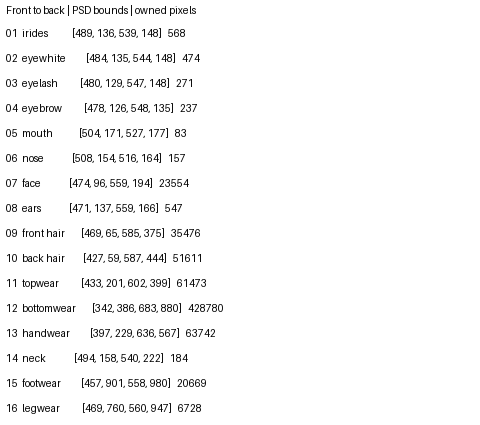 Front to back | PSD bounds | owned pixels
01 irides [489, 136, 539, 148] 568
02 eyewhite [484, 135, 544, 148] 474
03 eyelash [480, 129, 547, 148] 271
04 eyebrow [478, 126, 548, 135] 237
05 mouth [504, 171, 527, 177] 83
06 nose [508, 154, 516, 164] 157
07 face [474, 96, 559, 194] 23554
08 ears [471, 137, 559, 166] 547
09 front hair [469, 65, 585, 375] 35476
10 back hair [427, 59, 587, 444] 51611
11 topwear [433, 201, 602, 399] 61473
12 bottomwear [342, 386, 683, 880] 428780
13 handwear [397, 229, 636, 567] 63742
14 neck [494, 158, 540, 222] 184
15 footwear [457, 901, 558, 980] 20669
16 legwear [469, 760, 560, 947] 6728